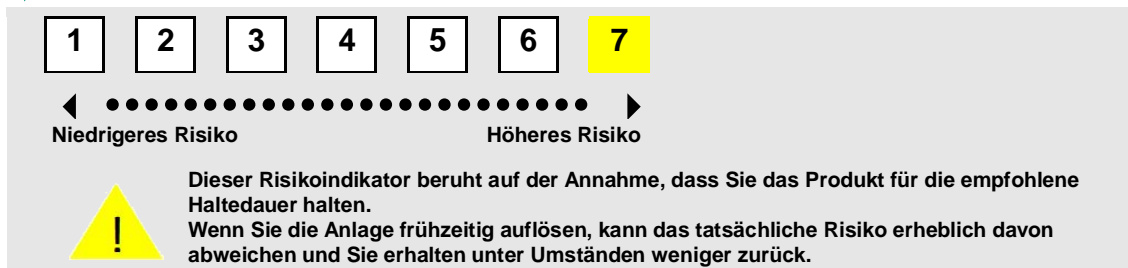 1 2 3 4 5 6 7
Niedrigeres Risiko Höheres Risiko
Dieser Risikoindikator beruht auf der Annahme, dass Sie das Produkt für die empfohlene
Haltedauer halten.
Wenn Sie die Anlage frühzeitig auflösen, kann das tatsächliche Risiko erheblich davon
abweichen und Sie erhalten unter Umständen weniger zurück.
!